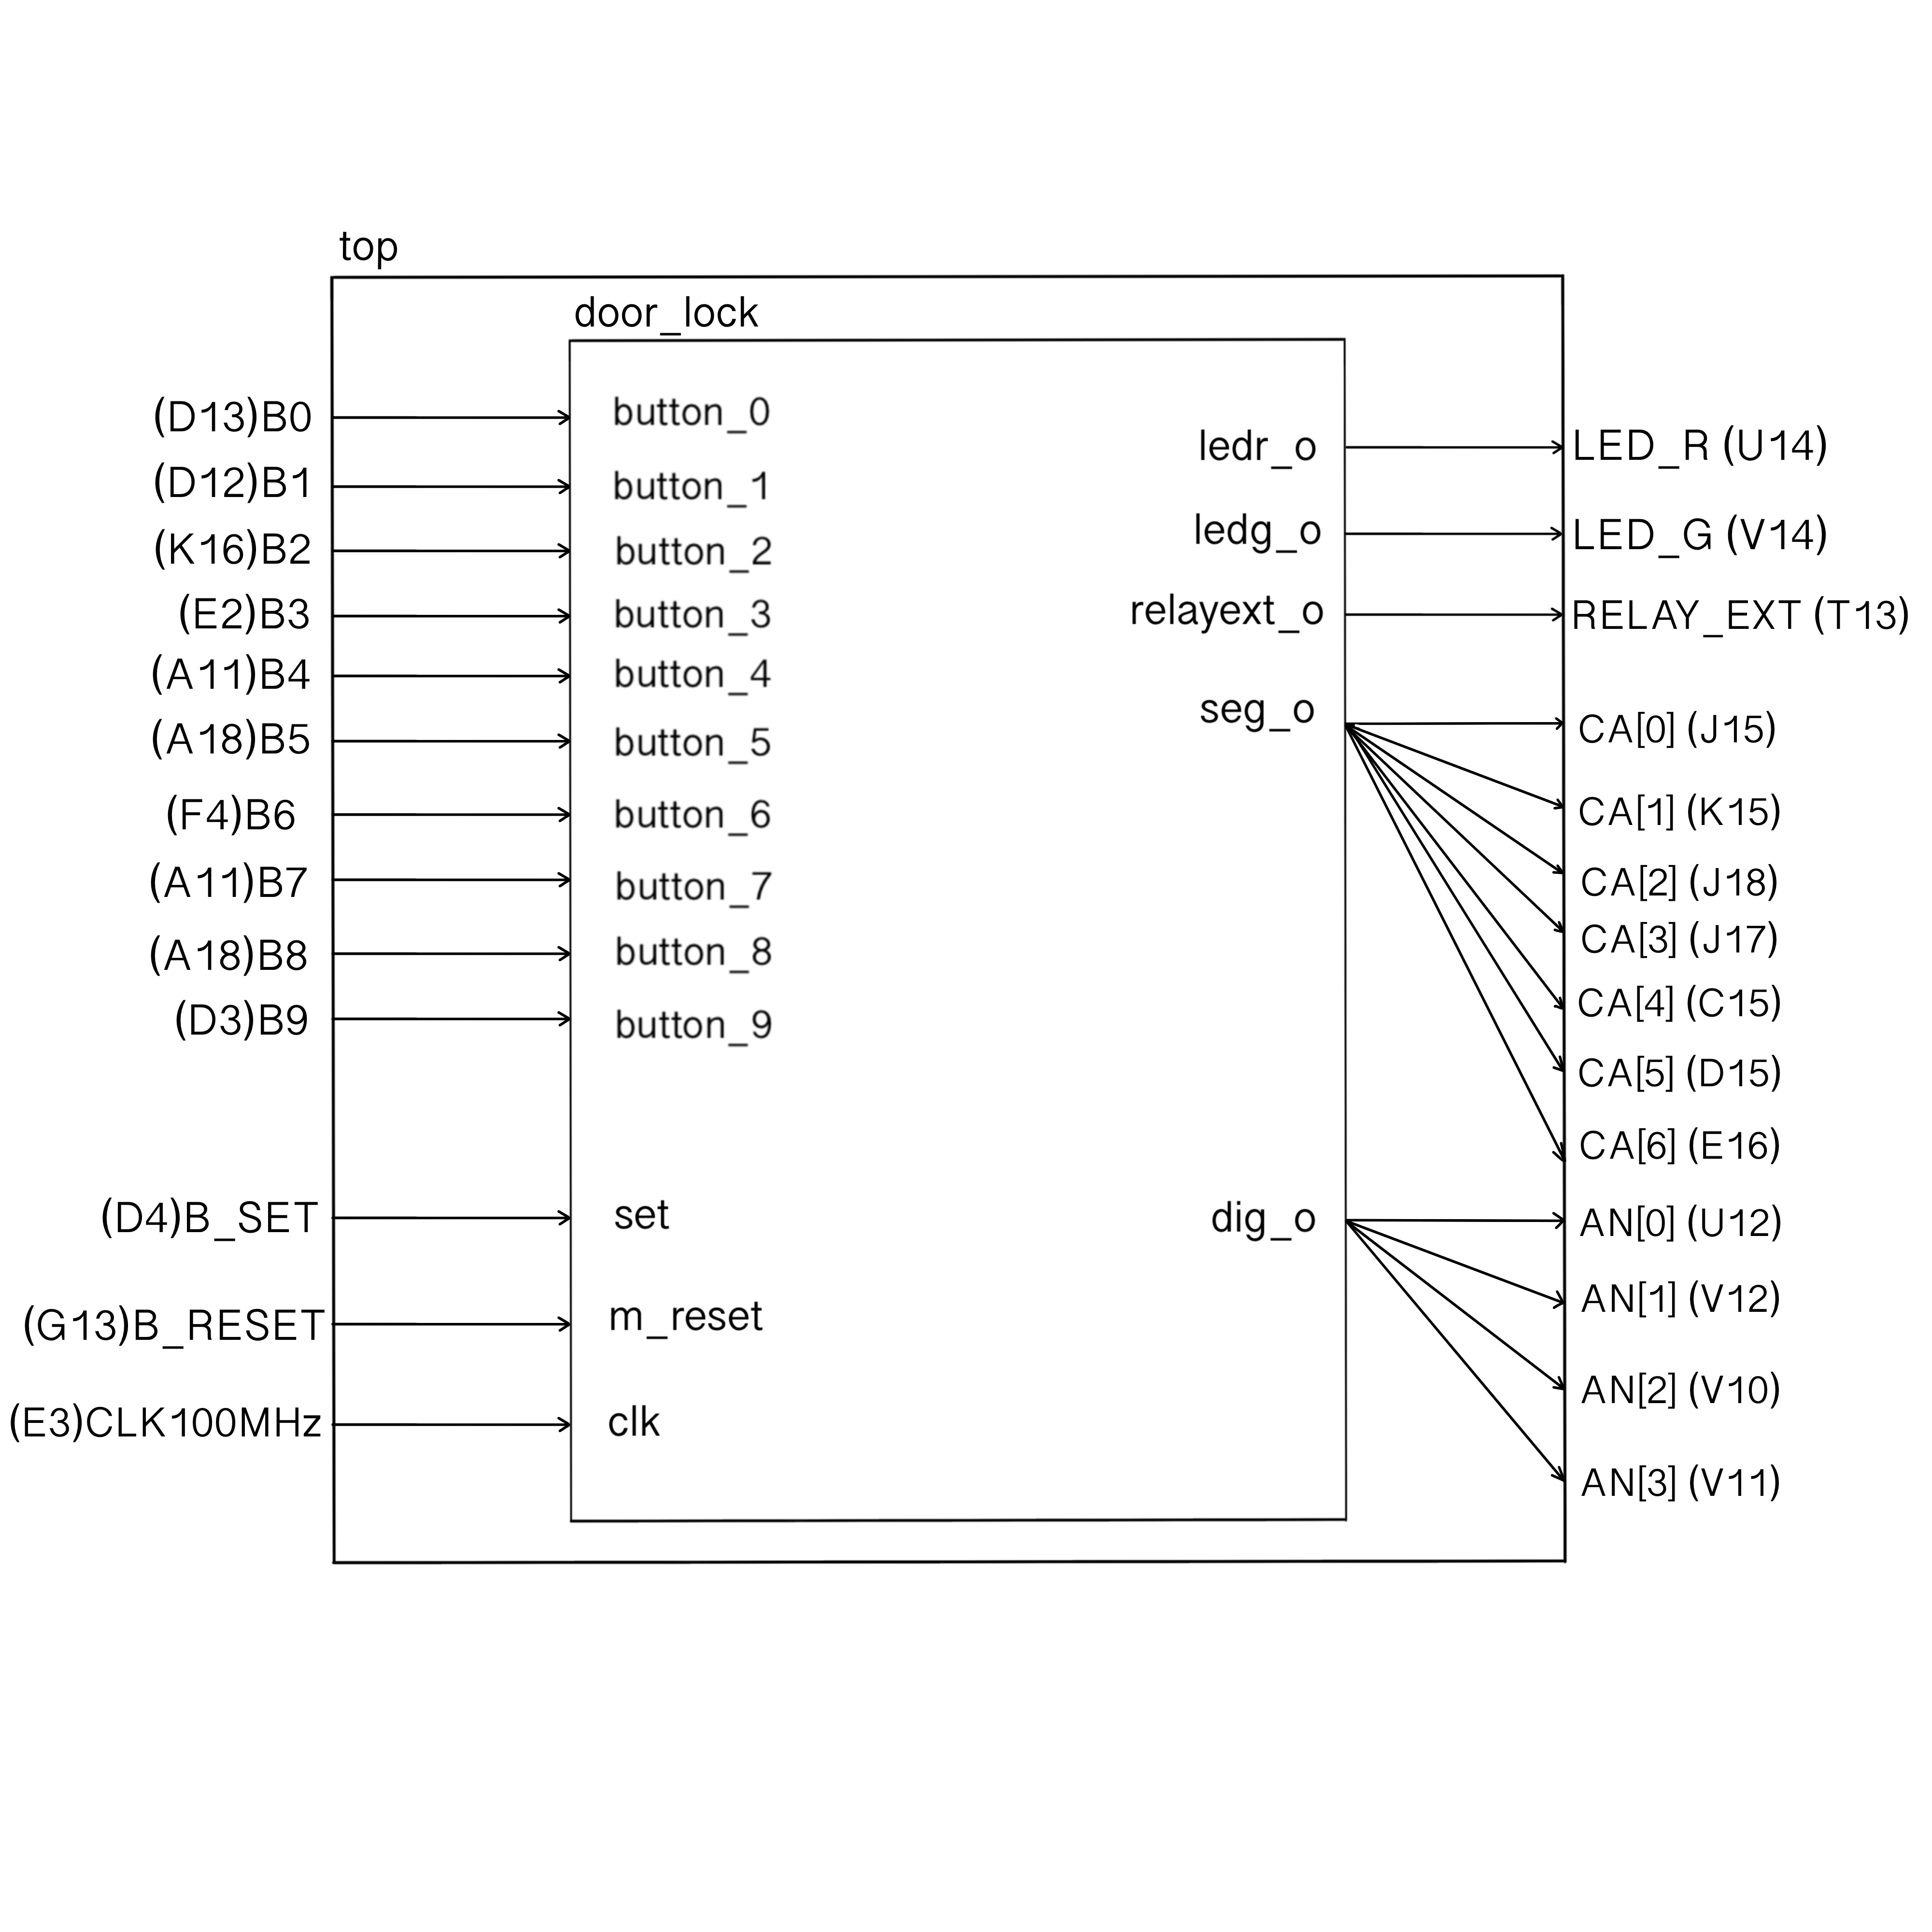 top
door_lock
(D13)B0
(D12)B1
(K16)B2
(E2)B3
(A11)B4
(A18)B5
(F4)B6
(A11)B7
(A18)B8
(D3)B9
(D4)B_SET
(G13)B_RESET
(E3)CLK100MHz
button_0
button_1
button_2
button_3
button_4
button_5
button_6
button_7
button_8
button_9
set
m_reset
clk
ledr_o
ledg_o
relayext_o
seg_o
dig_o
LED_R (U14)
LED_G (V14)
RELAY_EXT (T13)
CA[0] (J15)
CA[1] (K15)
CA[2] (J18)
CA[3] (J17)
CA[4] (C15)
CA[5] (D15)
CA[6] (E16)
AN[0] (U12)
AN[1] (V12)
AN[2] (V10)
AN[3] (V11)